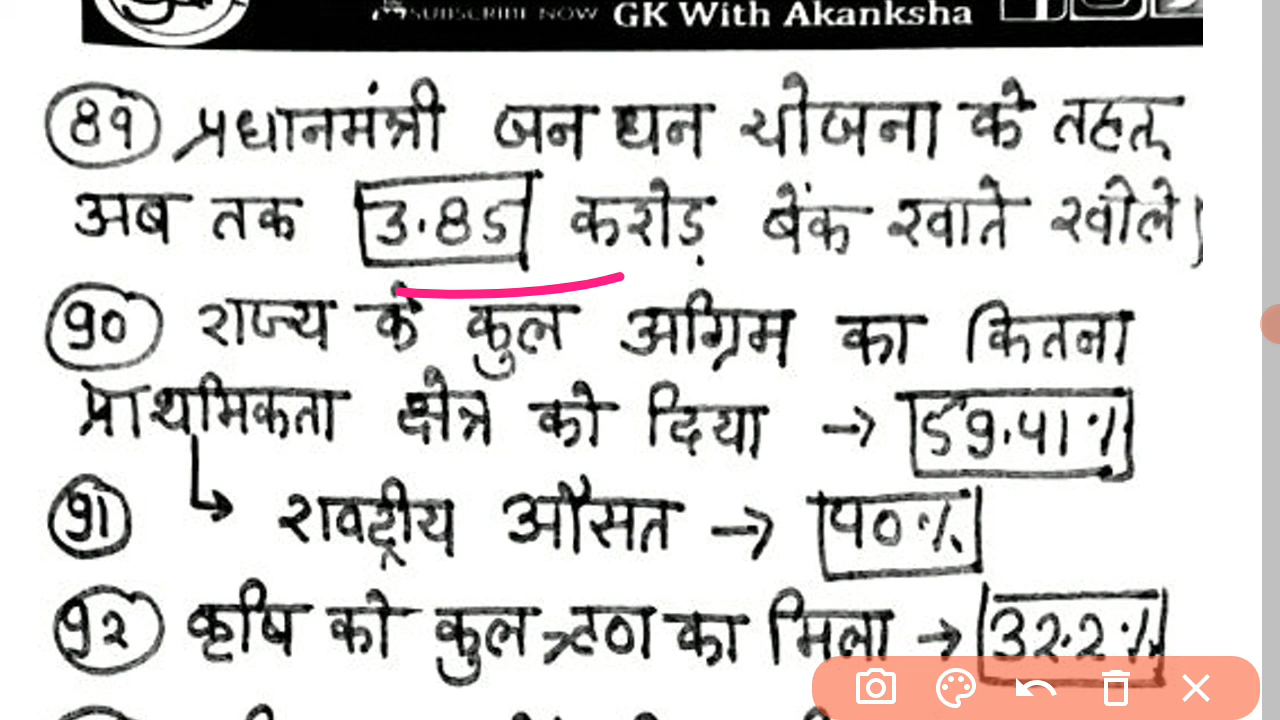 SUBSCRIBE NOW GK With Akanksha
89 प्रधानमंत्री जन धन योजना के तहत
अब तक 3.85 करोड़ बेंक खाते खोले।
90 राज्य के कुल अग्रिम का कितना
प्राथमिकता क्षेत्र को दिया → 59.41%
91 ↳ राष्ट्रीय औसत → 40%
92 कृषि को कुल ऋण का मिला → 32.2%